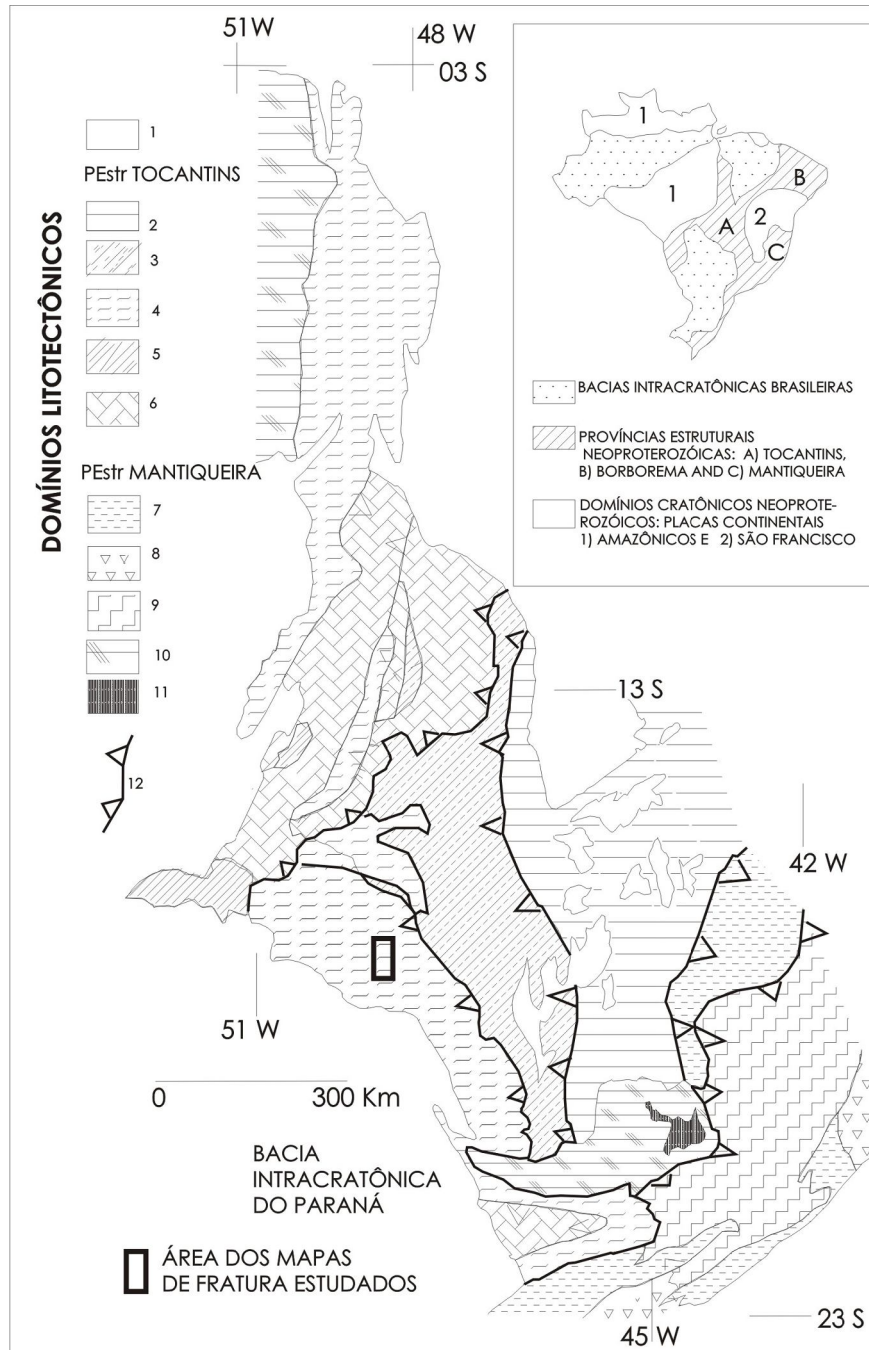 51 W
48 W
03 S
DOMÍNIOS LITOTECTÔNICOS
1
PEstr TOCANTINS
2
3
4
5
6
PEstr MANTIQUEIRA
7
8
9
10
11
12
1
1
2
A
B
C
BACIAS INTRACRATÔNICAS BRASILEIRAS
PROVÍNCIAS ESTRUTURAIS
NEOPROTEROZÓICAS: A) TOCANTINS,
B) BORBOREMA AND C) MANTIQUEIRA
DOMÍNIOS CRATÔNICOS NEOPROTE-
ROZÓICOS: PLACAS CONTINENTAIS
1) AMAZÔNICOS E 2) SÃO FRANCISCO
13 S
42 W
51 W
0 300 Km
BACIA
INTRACRATÔNICA
DO PARANÁ
ÁREA DOS MAPAS
DE FRATURA ESTUDADOS
45 W
23 S